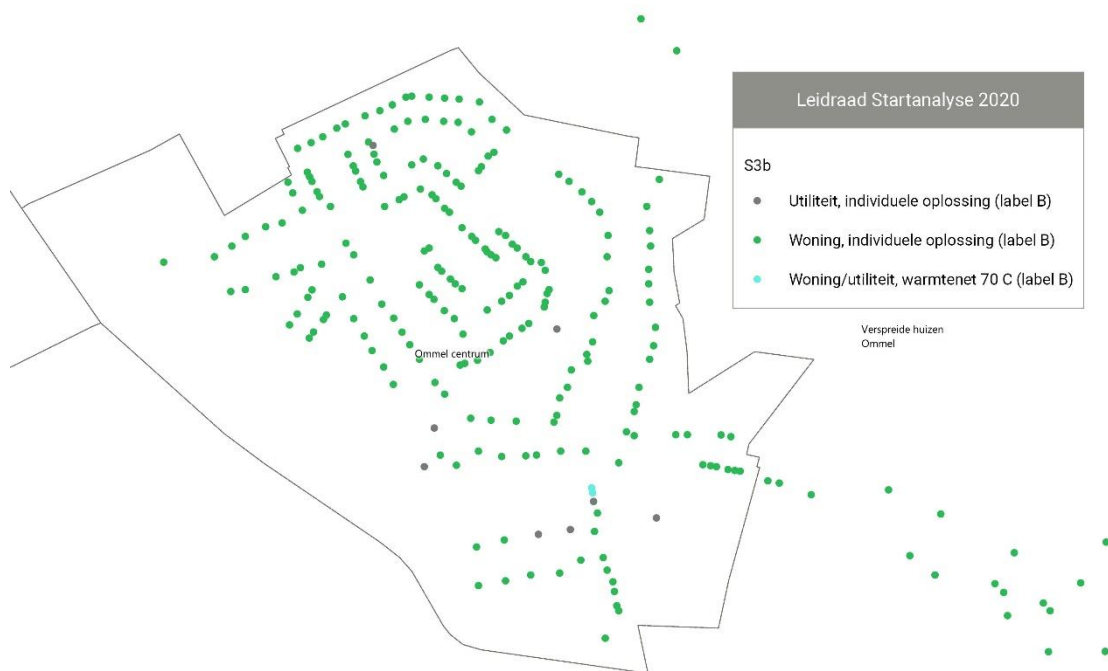 Leidraad Startanalyse 2020
S3b
Utiliteit, individuele oplossing (label B)
Woning, individuele oplossing (label B)
Woning/utiliteit, warmtenet 70 C (label B)
Verspreide huizen
Ommel
Ommel centrum